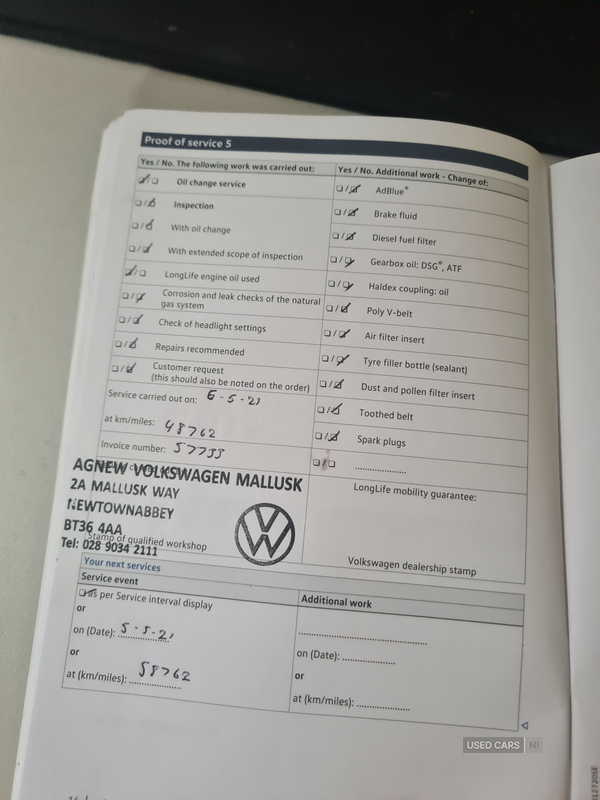 Proof of service 5
Yes / No. The following work was carried out:
Oil change service
Inspection
With oil change
With extended scope of inspection
LongLife engine oil used
Corrosion and leak checks of the natural
gas system
Check of headlight settings
Repairs recommended
Customer request
(this should also be noted on the order)
Service carried out on: 6-5-21
at km/miles: 48762
Invoice number:
AGNEW VOLKSWAGEN MALLUSK
2A MALLUSK WAY
NEWTOWNABBEY
BT36 4AA
Stamp of qualified workshop
Tel: 028 9034 2111
Yes / No. Additional work - Change of:
AdBlue®
Brake fluid
Diesel fuel filter
Gearbox oil: DSG®, ATF
Haldex coupling: oil
Poly V-belt
Air filter insert
Tyre filler bottle (sealant)
Dust and pollen filter insert
Toothed belt
Spark plugs
....................
LongLife mobility guarantee:
Volkswagen dealership stamp
Your next services
Service event
as per Service interval display
or
on (Date): 5-5-21
or
at (km/miles): 58762
Additional work
........................................
on (Date): ................
or
at (km/miles): ................
USED CARS NI